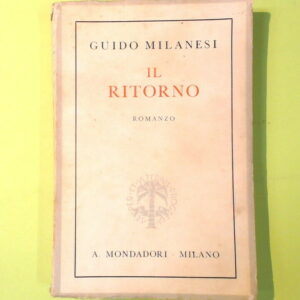 GUIDO MILANESI
IL
RITORNO
ROMANZO
A. MONDADORI · MILANO